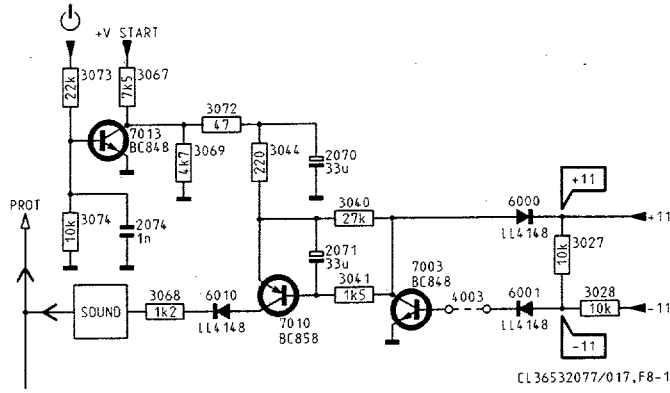 +V START
3073
3067
22k
7k5
3072
47
7013
BC848
3069
4k7
3044
220
2070
33u
PROT
3074
10k
2074
1n
3040
27k
6000
LL4148
+11
+11
2071
33u
3041
1k5
7003
BC848
3027
10k
SOUND
3068
1k2
6010
LL4148
7010
BC858
4003
6001
LL4148
3028
10k
-11
-11
CL36532077/017,F8-1